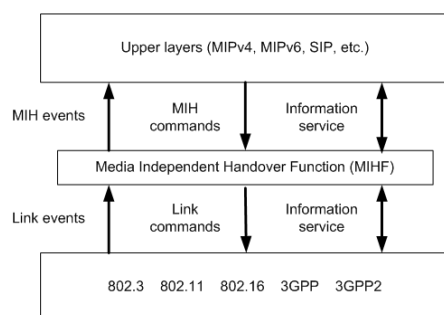 Upper layers (MIPv4, MIPv6, SIP, etc.)
MIH events
MIH
commands
Information
service
Media Independent Handover Function (MIHF)
Link events
Link
commands
Information
service
802.3 802.11 802.16 3GPP 3GPP2